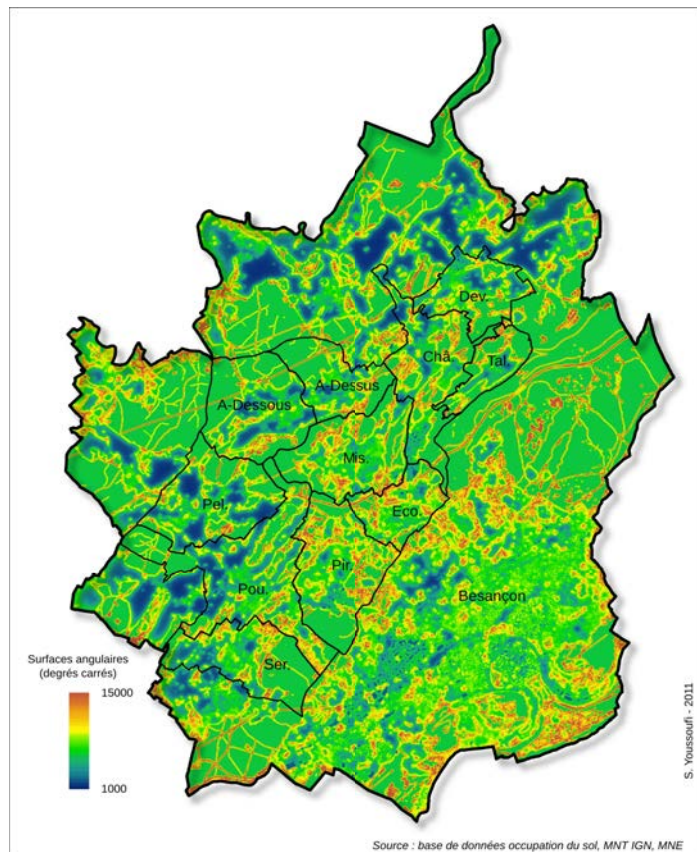 Dev.
Châ.
Tal.
A-Dessus
A-Dessous
Mis.
Pel.
Eco.
Pir.
Pou.
Besançon
Ser.
Surfaces angulaires
(degrés carrés)
15000
1000
S. Youssoufi - 2011
Source : base de données occupation du sol, MNT IGN, MNE